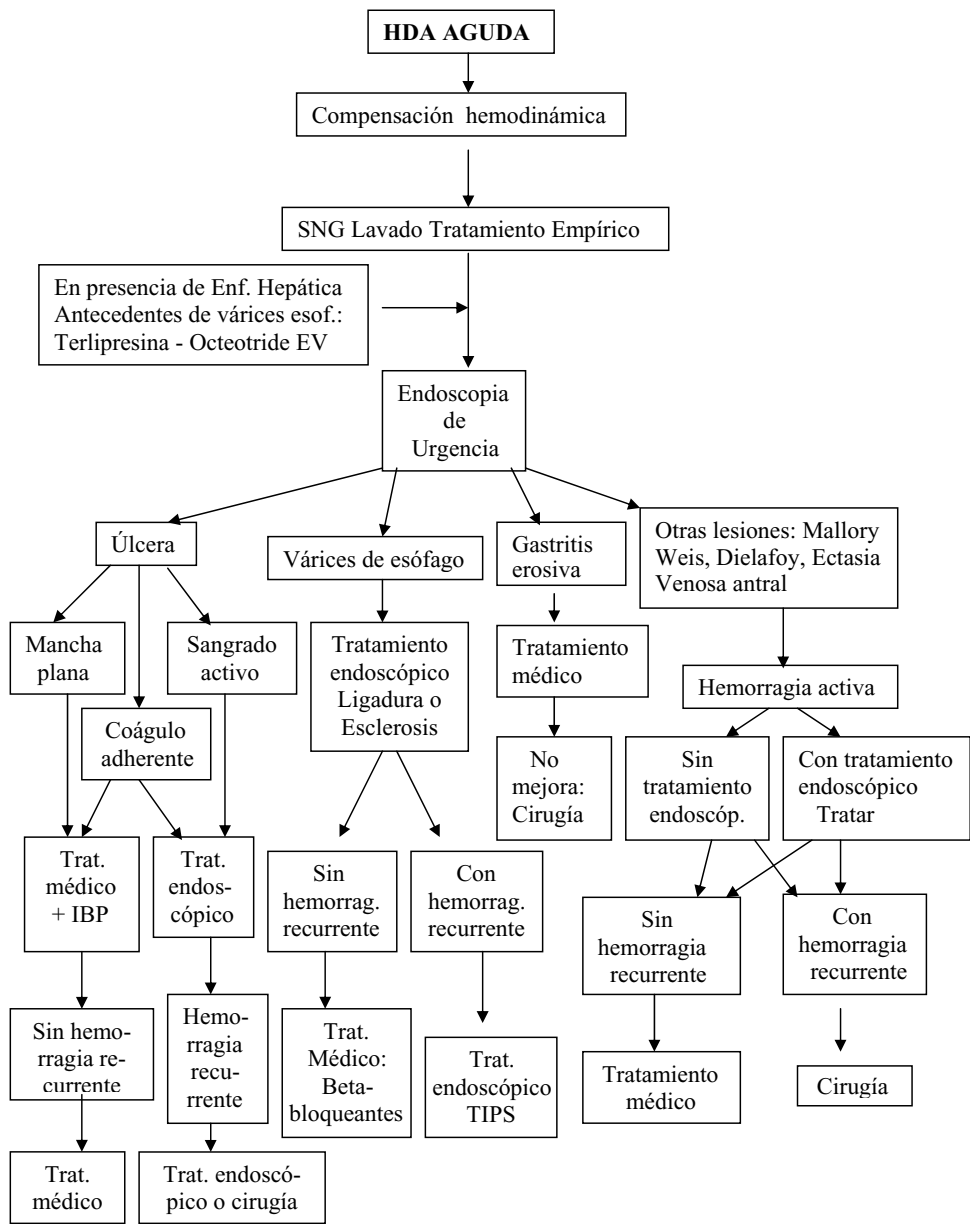 HDA AGUDA
Compensación hemodinámica
SNG Lavado Tratamiento Empírico
En presencia de Enf. Hepática
Antecedentes de várices esof.:
Terlipresina - Octeotride EV
Endoscopia
de
Urgencia
Úlcera
Várices de esófago
Gastritis
erosiva
Otras lesiones: Mallory
Weis, Dielafoy, Ectasia
Venosa antral
Mancha
plana
Sangrado
activo
Coágulo
adherente
Tratamiento
endoscópico
Ligadura o
Esclerosis
Tratamiento
médico
Hemorragia activa
No
mejora:
Cirugía
Sin
tratamiento
endoscóp.
Con tratamiento
endoscópico
Tratar
Trat.
médico
+ IBP
Trat.
endos-
cópico
Sin
hemorrag.
recurrente
Con
hemorrag.
recurrente
Sin
hemorragia
recurrente
Con
hemorragia
recurrente
Sin hemo-
rragia re-
currente
Hemo-
rragia
recu-
rrente
Trat.
Médico:
Beta-
bloqueantes
Trat.
endoscópico
TIPS
Tratamiento
médico
Cirugía
Trat.
médico
Trat. endoscó-
pico o cirugía